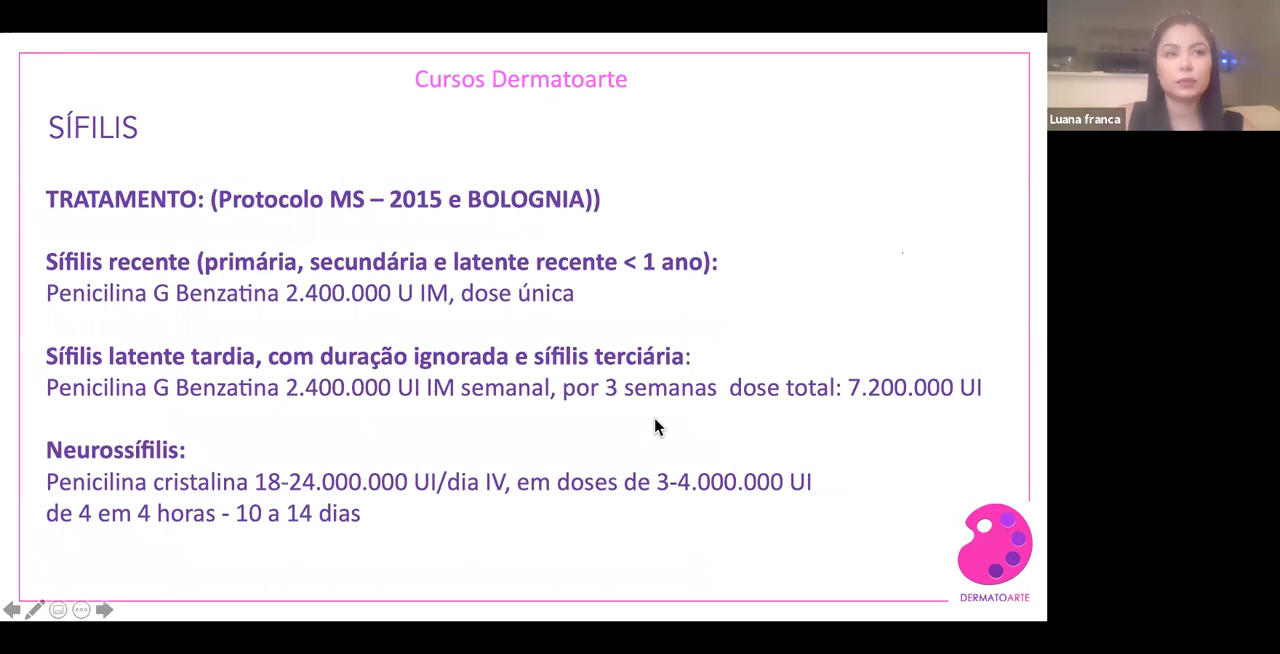 Cursos Dermatoarte
SÍFILIS
TRATAMENTO: (Protocolo MS – 2015 e BOLOGNIA))
Sífilis recente (primária, secundária e latente recente < 1 ano):
Penicilina G Benzatina 2.400.000 U IM, dose única
Sífilis latente tardia, com duração ignorada e sífilis terciária:
Penicilina G Benzatina 2.400.000 UI IM semanal, por 3 semanas dose total: 7.200.000 UI
Neurossífilis:
Penicilina cristalina 18-24.000.000 UI/dia IV, em doses de 3-4.000.000 UI
de 4 em 4 horas - 10 a 14 dias
DERMATOARTE
Luana franca